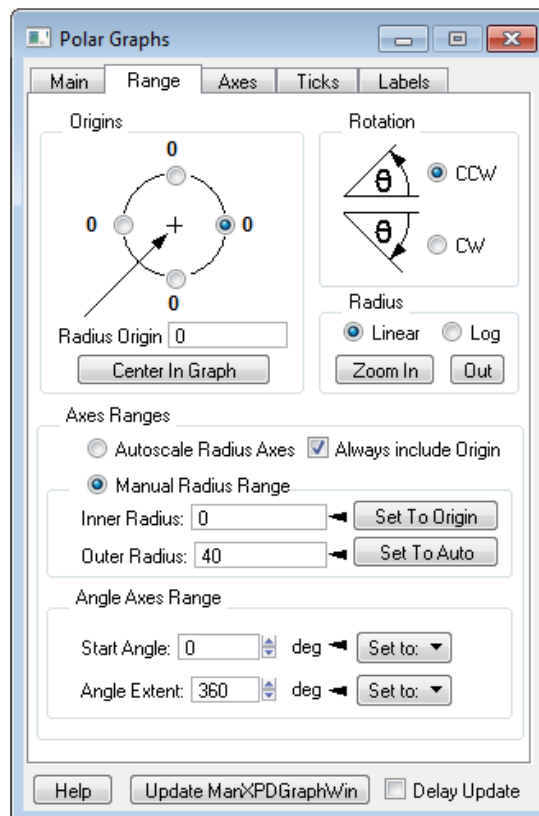 Polar Graphs
Main Range Axes Ticks Labels
Origins
0
0 0
0
Radius Origin 0
Center In Graph
Rotation
θ CCW
θ CW
Radius
Linear Log
Zoom In Out
Axes Ranges
Autoscale Radius Axes Always include Origin
Manual Radius Range
Inner Radius: 0 Set To Origin
Outer Radius: 40 Set To Auto
Angle Axes Range
Start Angle: 0 deg Set to:
Angle Extent: 360 deg Set to:
Help Update ManXPDGraphWin Delay Update